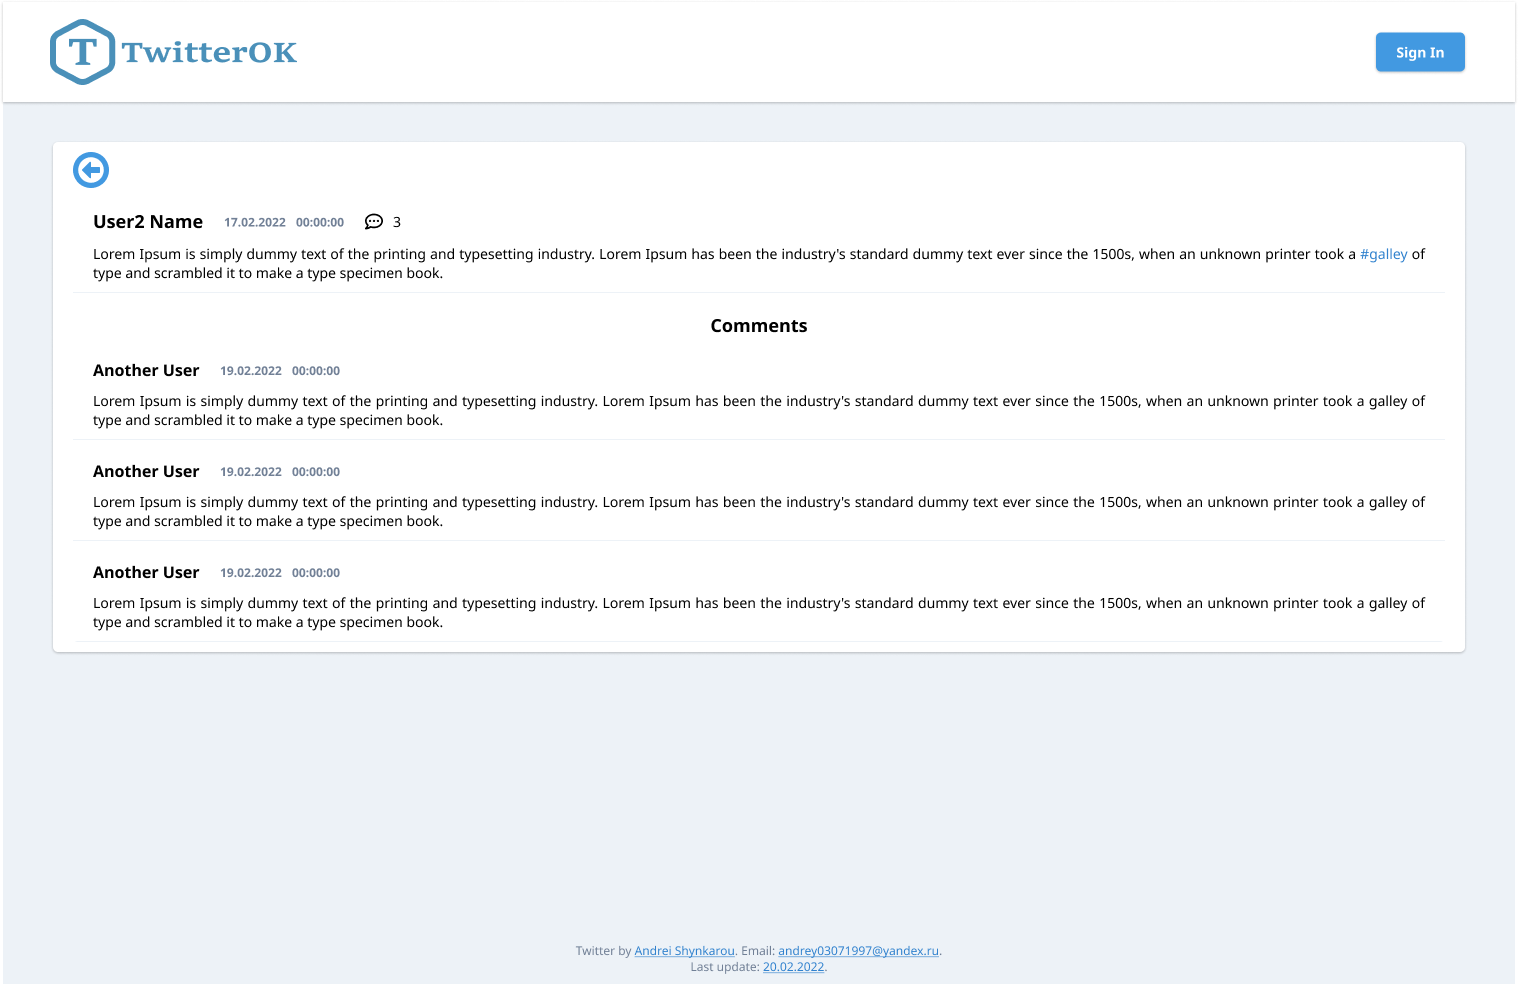 T TwitterOK
Sign In
User2 Name 17.02.2022 00:00:00 3
Lorem Ipsum is simply dummy text of the printing and typesetting industry. Lorem Ipsum has been the industry's standard dummy text ever since the 1500s, when an unknown printer took a #galley of
type and scrambled it to make a type specimen book.
Comments
Another User 19.02.2022 00:00:00
Lorem Ipsum is simply dummy text of the printing and typesetting industry. Lorem Ipsum has been the industry's standard dummy text ever since the 1500s, when an unknown printer took a galley of
type and scrambled it to make a type specimen book.
Another User 19.02.2022 00:00:00
Lorem Ipsum is simply dummy text of the printing and typesetting industry. Lorem Ipsum has been the industry's standard dummy text ever since the 1500s, when an unknown printer took a galley of
type and scrambled it to make a type specimen book.
Another User 19.02.2022 00:00:00
Lorem Ipsum is simply dummy text of the printing and typesetting industry. Lorem Ipsum has been the industry's standard dummy text ever since the 1500s, when an unknown printer took a galley of
type and scrambled it to make a type specimen book.
Twitter by Andrei Shynkarou. Email: andrey03071997@yandex.ru.
Last update: 20.02.2022.